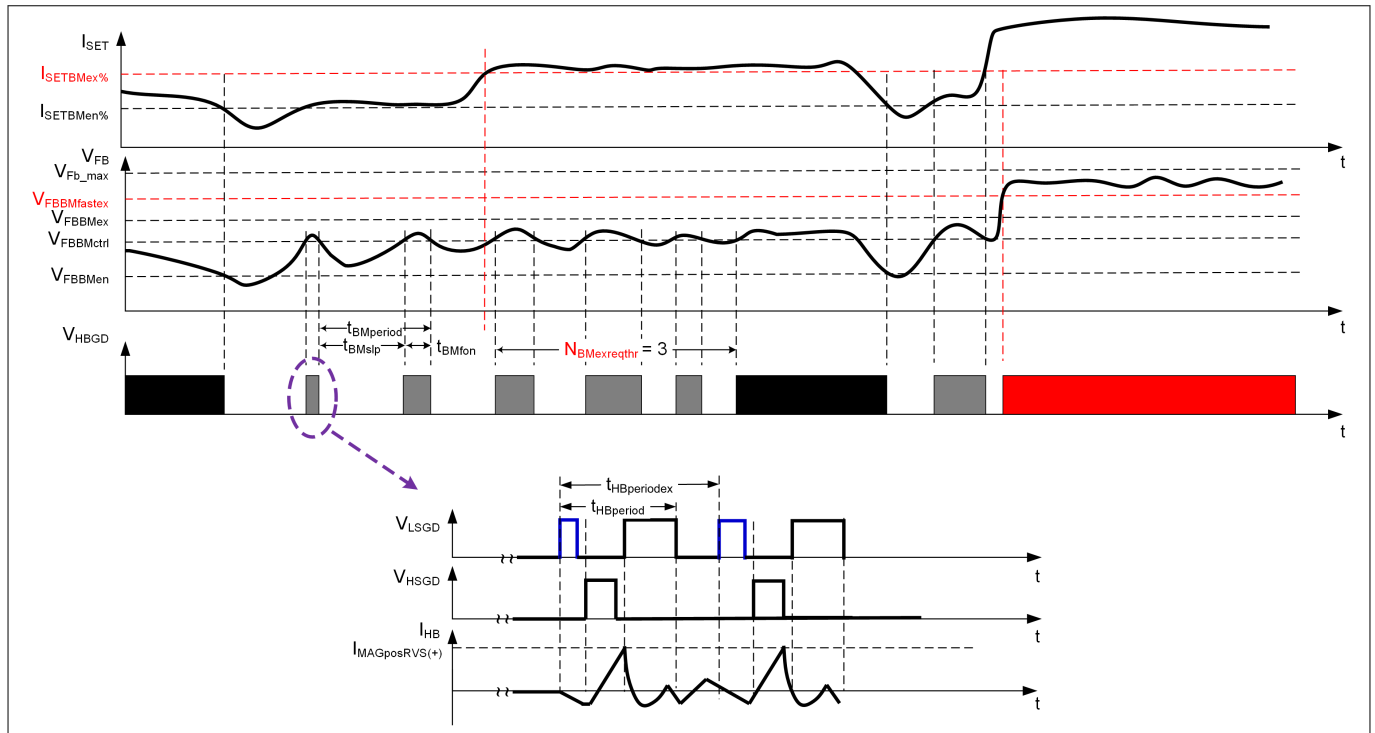 I_SET
I_SETBMex%
I_SETBMen%
t
V_FB
V_Fb_max
V_FBBMfastex
V_FBBMex
V_FBBMctrl
V_FBBMen
t
V_HBGD
t_BMperiod
t_BMslp
t_BMfon
N_BMexreqthr = 3
t
t_HBperiodex
t_HBperiod
V_LSGD
t
V_HSGD
t
I_HB
I_MAGposRVS(+)
t